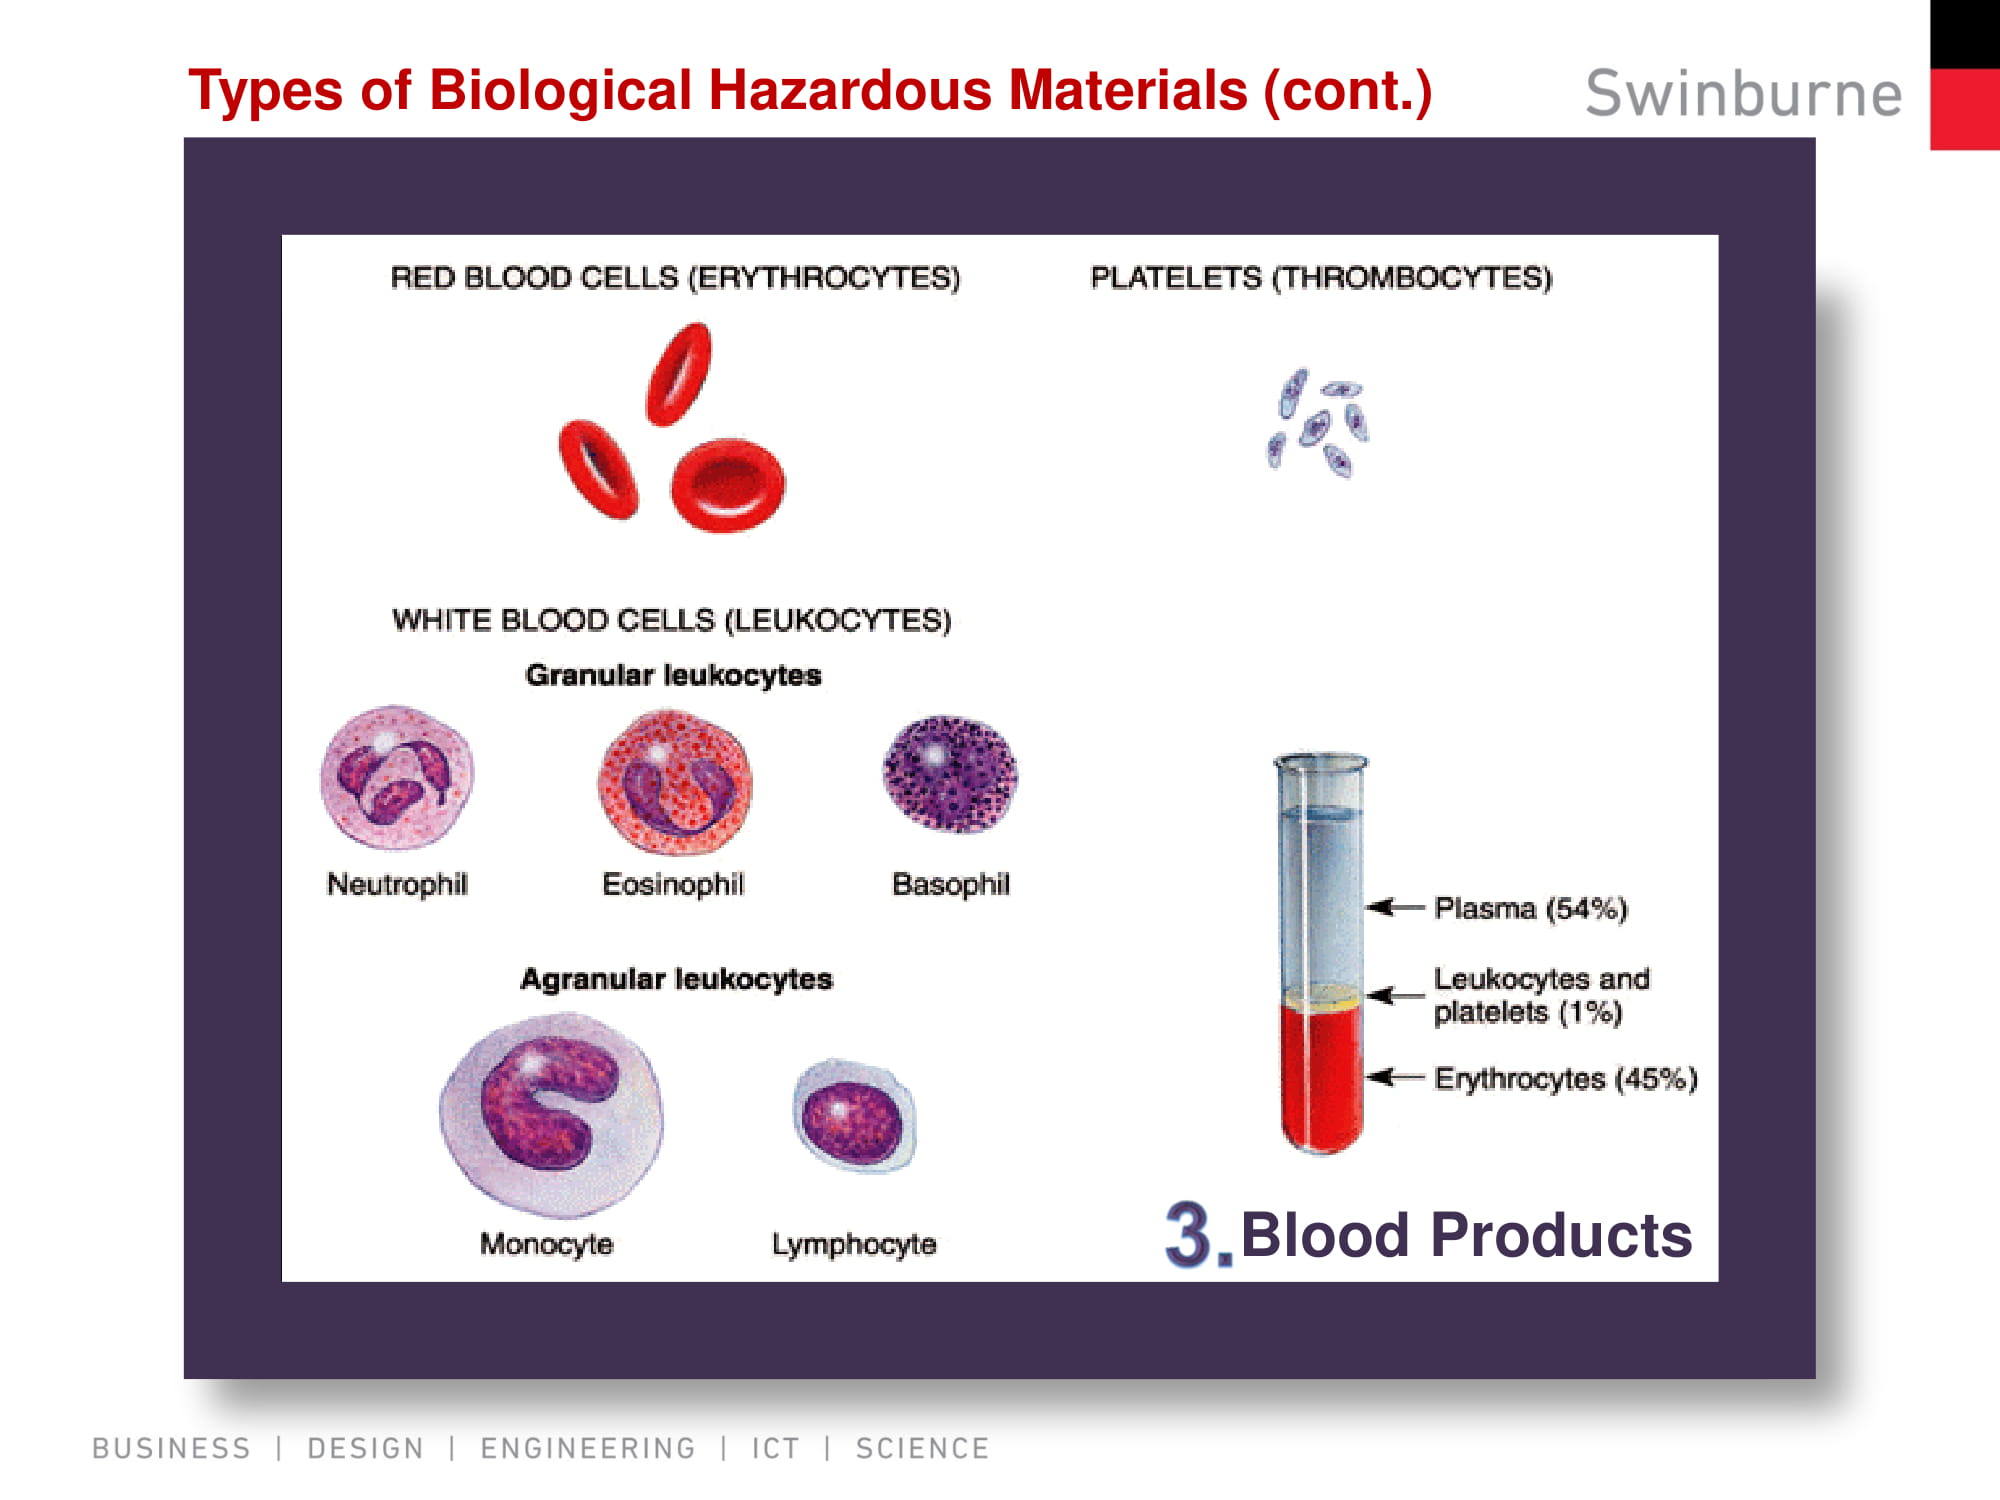 Types of Biological Hazardous Materials (cont.)
Swinburne
RED BLOOD CELLS (ERYTHROCYTES)
PLATELETS (THROMBOCYTES)
WHITE BLOOD CELLS (LEUKOCYTES)
Granular leukocytes
Neutrophil
Eosinophil
Basophil
Agranular leukocytes
Monocyte
Lymphocyte
Plasma (54%)
Leukocytes and
platelets (1%)
Erythrocytes (45%)
3. Blood Products
BUSINESS | DESIGN | ENGINEERING | ICT | SCIENCE